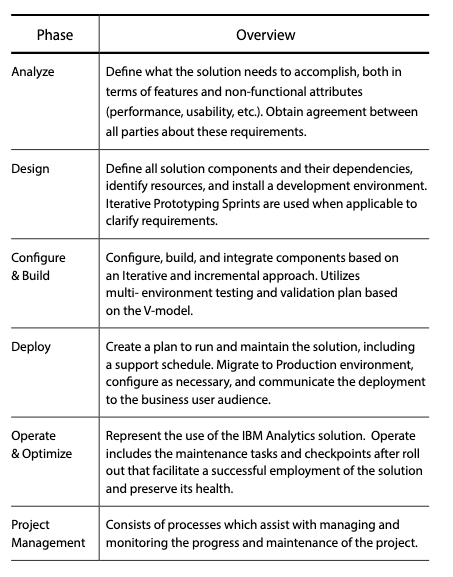 Phase Overview
Analyze
Define what the solution needs to accomplish, both in
terms of features and non-functional attributes
(performance, usability, etc.). Obtain agreement between
all parties about these requirements.
Design
Define all solution components and their dependencies,
identify resources, and install a development environment.
Iterative Prototyping Sprints are used when applicable to
clarify requirements.
Configure
& Build
Configure, build, and integrate components based on
an Iterative and incremental approach. Utilizes
multi- environment testing and validation plan based
on the V-model.
Deploy
Create a plan to run and maintain the solution, including
a support schedule. Migrate to Production environment,
configure as necessary, and communicate the deployment
to the business user audience.
Operate
& Optimize
Represent the use of the IBM Analytics solution. Operate
includes the maintenance tasks and checkpoints after roll
out that facilitate a successful employment of the solution
and preserve its health.
Project
Management
Consists of processes which assist with managing and
monitoring the progress and maintenance of the project.